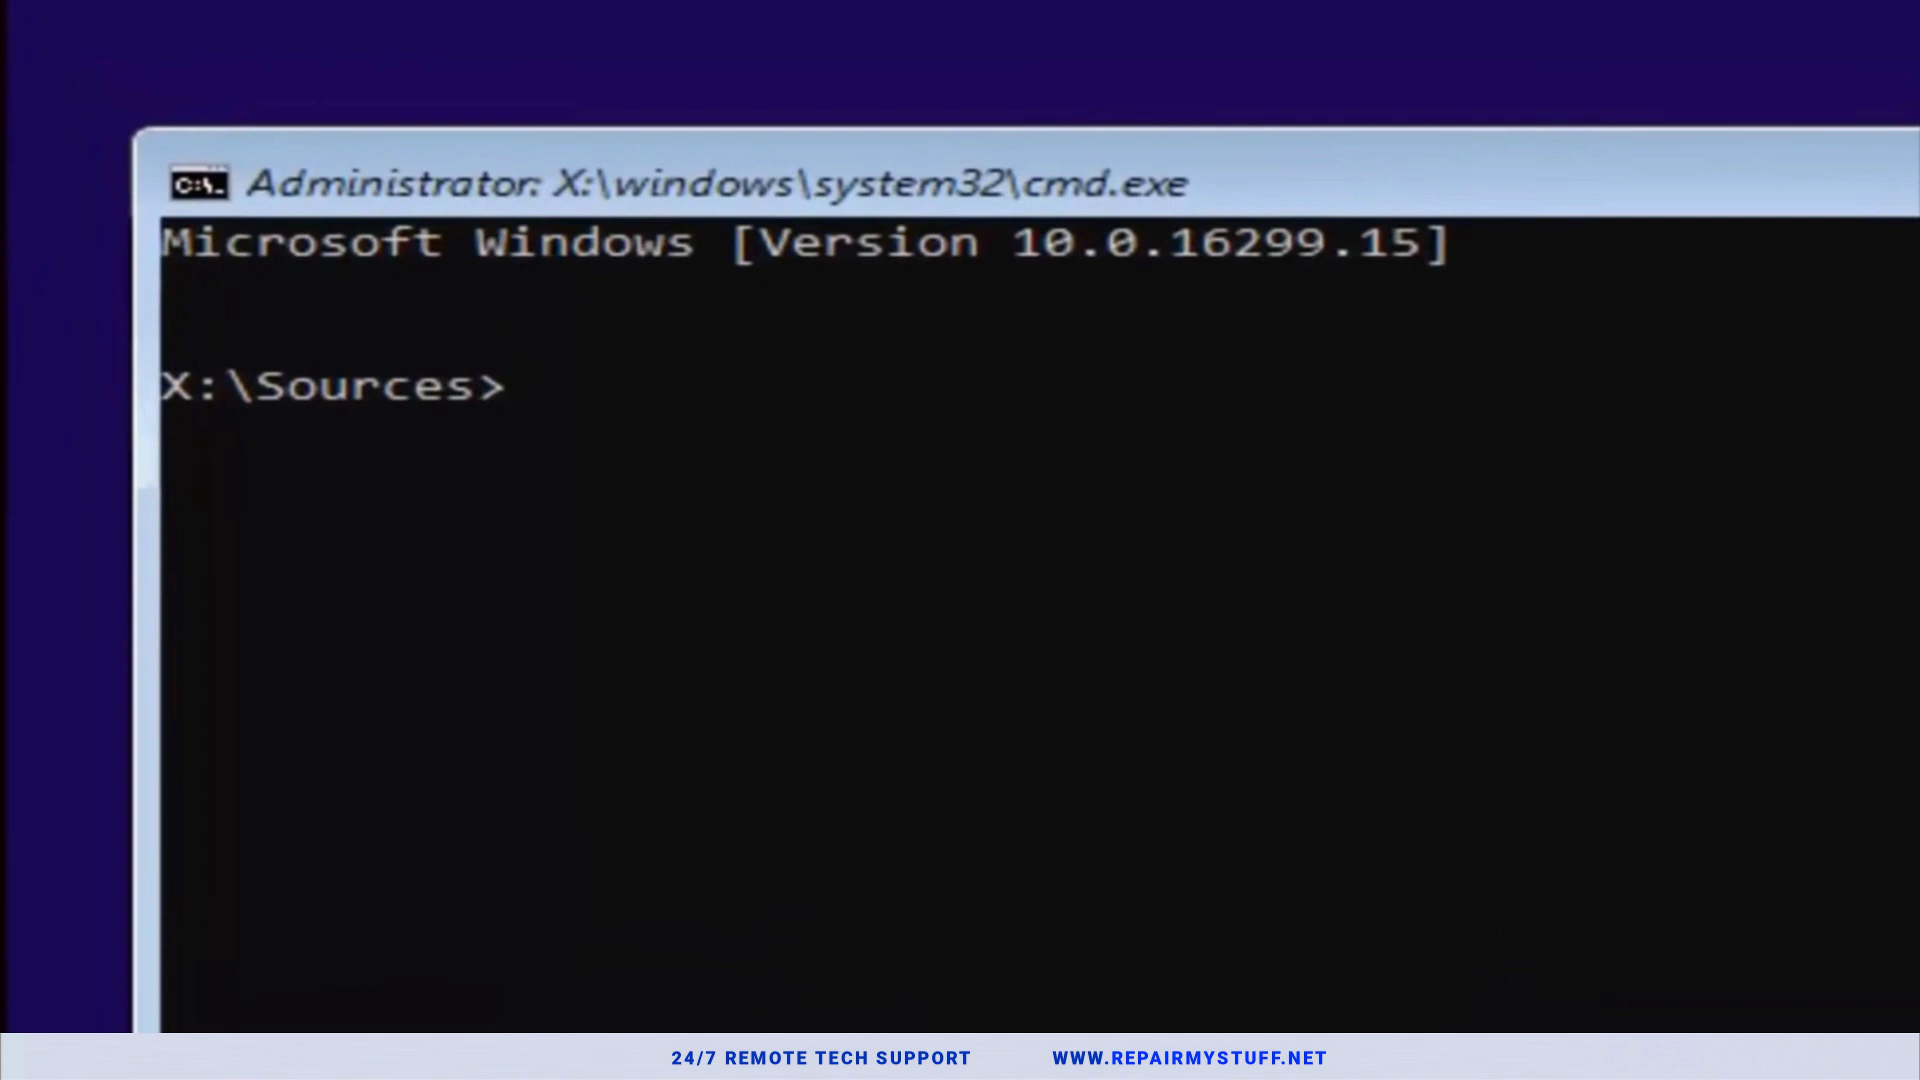 C:\.
Administrator: X:\windows\system32\cmd.exe
Microsoft Windows [Version 10.0.16299.15]
X:\Sources>
24/7 REMOTE TECH SUPPORT WWW.REPAIRMYSTUFF.NET